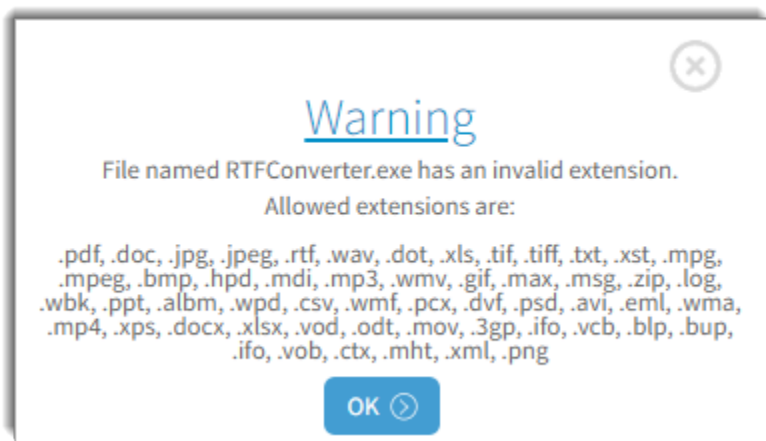 Warning
File named RTFConverter.exe has an invalid extension.
Allowed extensions are:
.pdf, .doc, .jpg, .jpeg, .rtf, .wav, .dot, .xls, .tif, .tiff, .txt, .xst, .mpg,
.mpeg, .bmp, .hpd, .mdi, .mp3, .wmv, .gif, .max, .msg, .zip, .log,
.wbk, .ppt, .albm, .wpd, .csv, .wmf, .pcx, .dvf, .psd, .avi, .eml, .wma,
.mp4, .xps, .docx, .xlsx, .vod, .odt, .mov, .3gp, .ifo, .vcb, .blp, .bup,
.ifo, .vob, .ctx, .mht, .xml, .png
OK